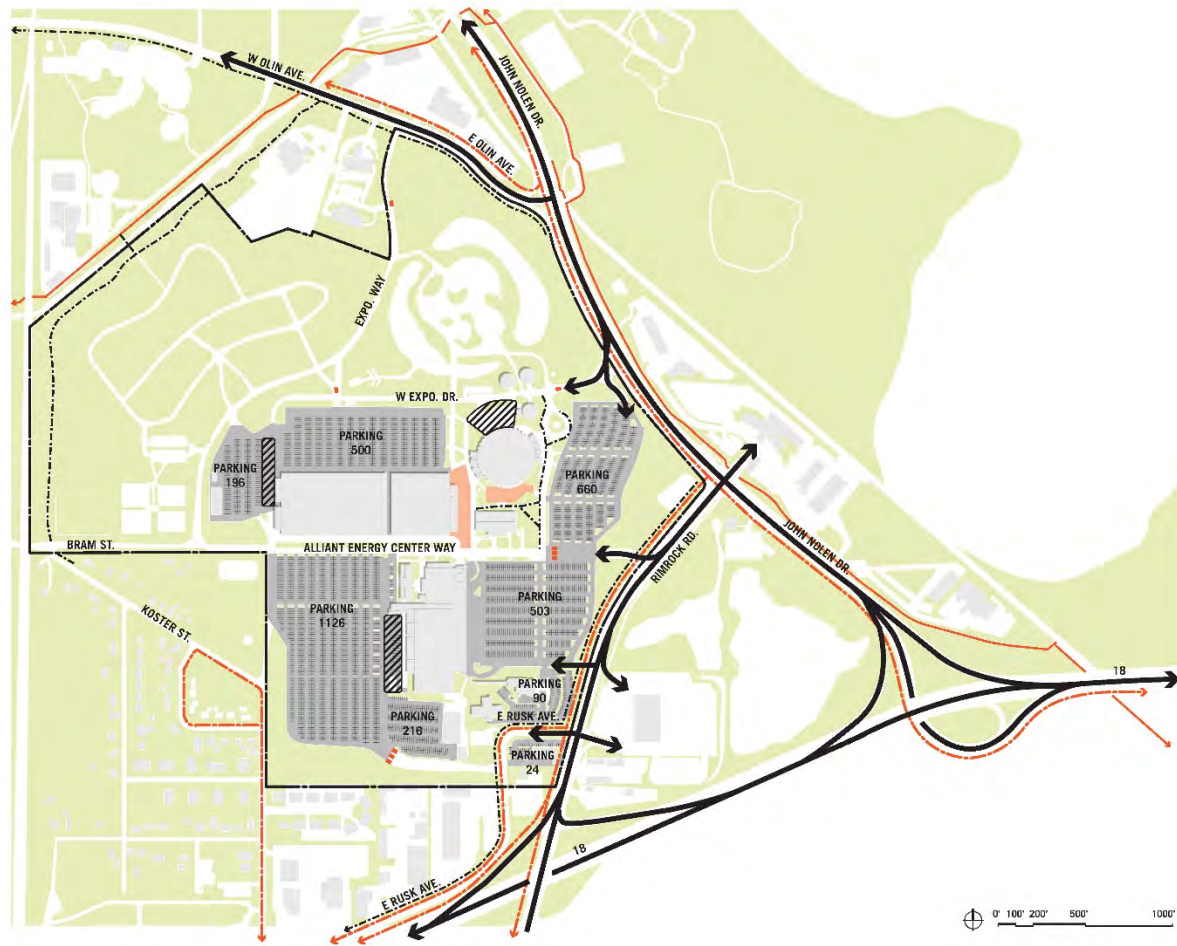 W OLIN AVE.
JOHN NOLEN DR.
E OLIN AVE.
EXPO. WAY
W EXPO. DR.
PARKING
500
PARKING
196
PARKING
660
BRAM ST.
ALLIANT ENERGY CENTER WAY
RIMROCK RD.
JOHN NOLEN DR.
KOSTER ST.
PARKING
1126
PARKING
503
PARKING
90
18
E RUSK AVE.
PARKING
216
PARKING
24
18
E RUSK AVE.
0' 100' 200' 500' 1000'